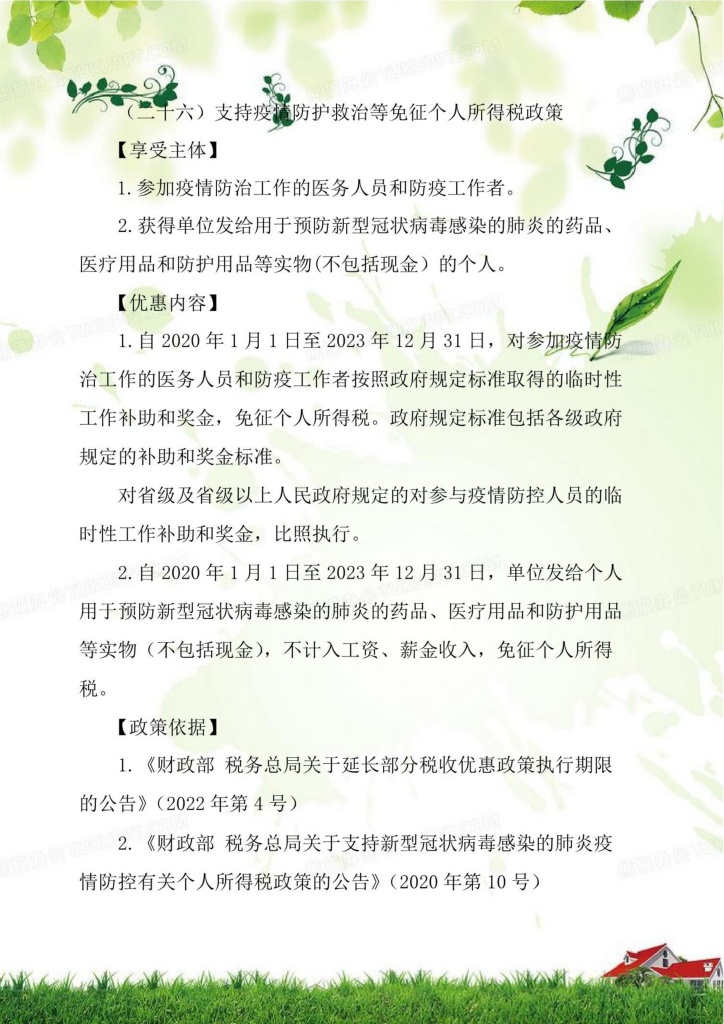 （二十六）支持疫情防护救治等免征个人所得税政策
【享受主体】
1.参加疫情防治工作的医务人员和防疫工作者。
2.获得单位发给用于预防新型冠状病毒感染的肺炎的药品、
医疗用品和防护用品等实物(不包括现金）的个人。
【优惠内容】
1.自 2020 年 1 月 1 日至 2023 年 12 月 31 日，对参加疫情防
治工作的医务人员和防疫工作者按照政府规定标准取得的临时性
工作补助和奖金，免征个人所得税。政府规定标准包括各级政府
规定的补助和奖金标准。
对省级及省级以上人民政府规定的对参与疫情防控人员的临
时性工作补助和奖金，比照执行。
2.自 2020 年 1 月 1 日至 2023 年 12 月 31 日，单位发给个人
用于预防新型冠状病毒感染的肺炎的药品、医疗用品和防护用品
等实物（不包括现金），不计入工资、薪金收入，免征个人所得
税。
【政策依据】
1.《财政部 税务总局关于延长部分税收优惠政策执行期限
的公告》（2022 年第 4 号）
2.《财政部 税务总局关于支持新型冠状病毒感染的肺炎疫
情防控有关个人所得税政策的公告》（2020 年第 10 号）